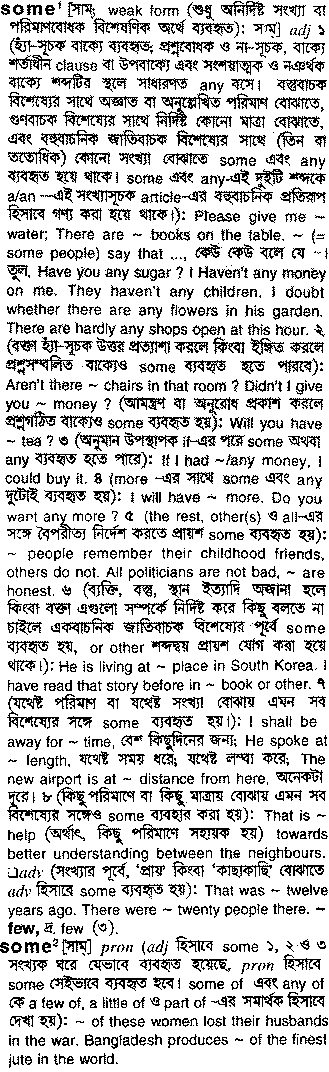 some¹ [সাম্; weak form (শুধু অনির্দিষ্ট সংখ্যা বা
পরিমাণবোধক বিশেষণিক অর্থে ব্যবহৃত): সাম্] adj ১
(হ্যাঁ-সূচক বাক্যে ব্যবহৃত; প্রশ্নবোধক ও না-সূচক, বাক্যে
শর্তাধীন clause বা উপবাক্যে এবং সংশয়াত্মক ও নঞর্থক
বাক্যে শব্দটির স্থলে সাধারণত any বসে। বস্তুবাচক
বিশেষ্যের সাথে অজ্ঞাত বা অনুল্লেখিত পরিমাণ বোঝাতে,
গুণবাচক বিশেষ্যের সাথে নির্দিষ্ট কোনো মাত্রা বোঝাতে,
এবং বহুবাচনিক জাতিবাচক বিশেষ্যের সাথে (তিন বা
ততোধিক) কোনো সংখ্যা বোঝাতে some এবং any
ব্যবহৃত হয়ে থাকে। some এবং any-এই দুইটি শব্দকে
a/an —এই সংখ্যাসূচক article-এর বহুবাচনিক প্রতিরূপ
হিসাবে গণ্য করা হয়ে থাকে।): Please give me ~
water; There are ~ books on the table. ~ (=
some people) say that ..., কেউ কেউ বলে যে ~।
তুল, Have you any sugar ? I Haven't any money
on me. They haven't any children. I doubt
whether there are any flowers in his garden.
There are hardly any shops open at this hour. ২
(বক্তা হ্যাঁ-সূচক উত্তর প্রত্যাশা করলে কিংবা ইঙ্গিত করলে
প্রশ্নসম্বলিত বাক্যেও some ব্যবহৃত হতে পারবে):
Aren't there ~ chairs in that room ? Didn't I give
you ~ money ? (আমন্ত্রণ বা অনুরোধ প্রকাশ করলে
প্রশ্নগঠিত বাক্যেও some ব্যবহৃত হয়): Will you have
~ tea ? ৩ (অনুমান উপস্থাপক if-এর পরে some অথবা
any ব্যবহৃত হতে পারে): If I had ~/any money, I
could buy it. ৪ (more -এর সাথে some এবং any
দুটোই ব্যবহৃত হয়): I will have ~ more. Do you
want any more ? ৫ (the rest, other(s) ও all-এর
সঙ্গে বৈপরীত্য নির্দেশ করতে প্রায়শ some ব্যবহৃত হয়):
~ people remember their childhood friends,
others do not. All politicians are not bad, ~ are
honest. ৬ (ব্যক্তি, বস্তু, স্থান ইত্যাদি অজানা হলে
কিংবা বক্তা এগুলো সম্পর্কে নির্দিষ্ট করে কিছু বলতে না
চাইলে একবাচনিক জাতিবাচক বিশেষ্যের পূর্বে some
ব্যবহৃত হয়, or other শব্দদ্বয় প্রায়শ যোগ করা হয়ে
থাকে।): He is living at ~ place in South Korea. I
have read that story before in ~ book or other. ৭
(যথেষ্ট পরিমাণ বা যথেষ্ট সংখ্যা বোঝায় এমন সব
বিশেষ্যের সঙ্গে some ব্যবহৃত হয়।): I shall be
away for ~ time, বেশ কিছুদিনের জন্য; He spoke at
~ length, যথেষ্ট সময় ধরে, যথেষ্ট লম্বা করে, The
new airport is at ~ distance from here, অনেকটা
দূরে। ৮ (কিছু পরিমাণে বা কিছু মাত্রায় বোঝায় এমন সব
বিশেষ্যের সঙ্গেও some ব্যবহার করা হয়): That is ~
help (অর্থাৎ, কিছু পরিমাণে সহায়ক হয়) towards
better understanding between the neighbours.
❑adv (সংখ্যার পূর্বে, 'প্রায়' কিংবা 'কাছাকাছি' বোঝাতে
adv হিসাবে some ব্যবহৃত হয়): That was ~ twelve
years ago. There were ~ twenty people there. ~
few, দ্র. few (৩).
some² [সাম্] pron (adj হিসাবে some ১, ২ ও ৩
সংখ্যক ঘরে যেভাবে ব্যবহৃত হয়েছে, pron হিসাবে
some সেইভাবে ব্যবহৃত হবে। some of এবং any of
কে a few of, a little of ও part of -এর সমার্থক হিসাবে
দেখা হয়): ~ of these women lost their husbands
in the war. Bangladesh produces ~ of the finest
jute in the world.